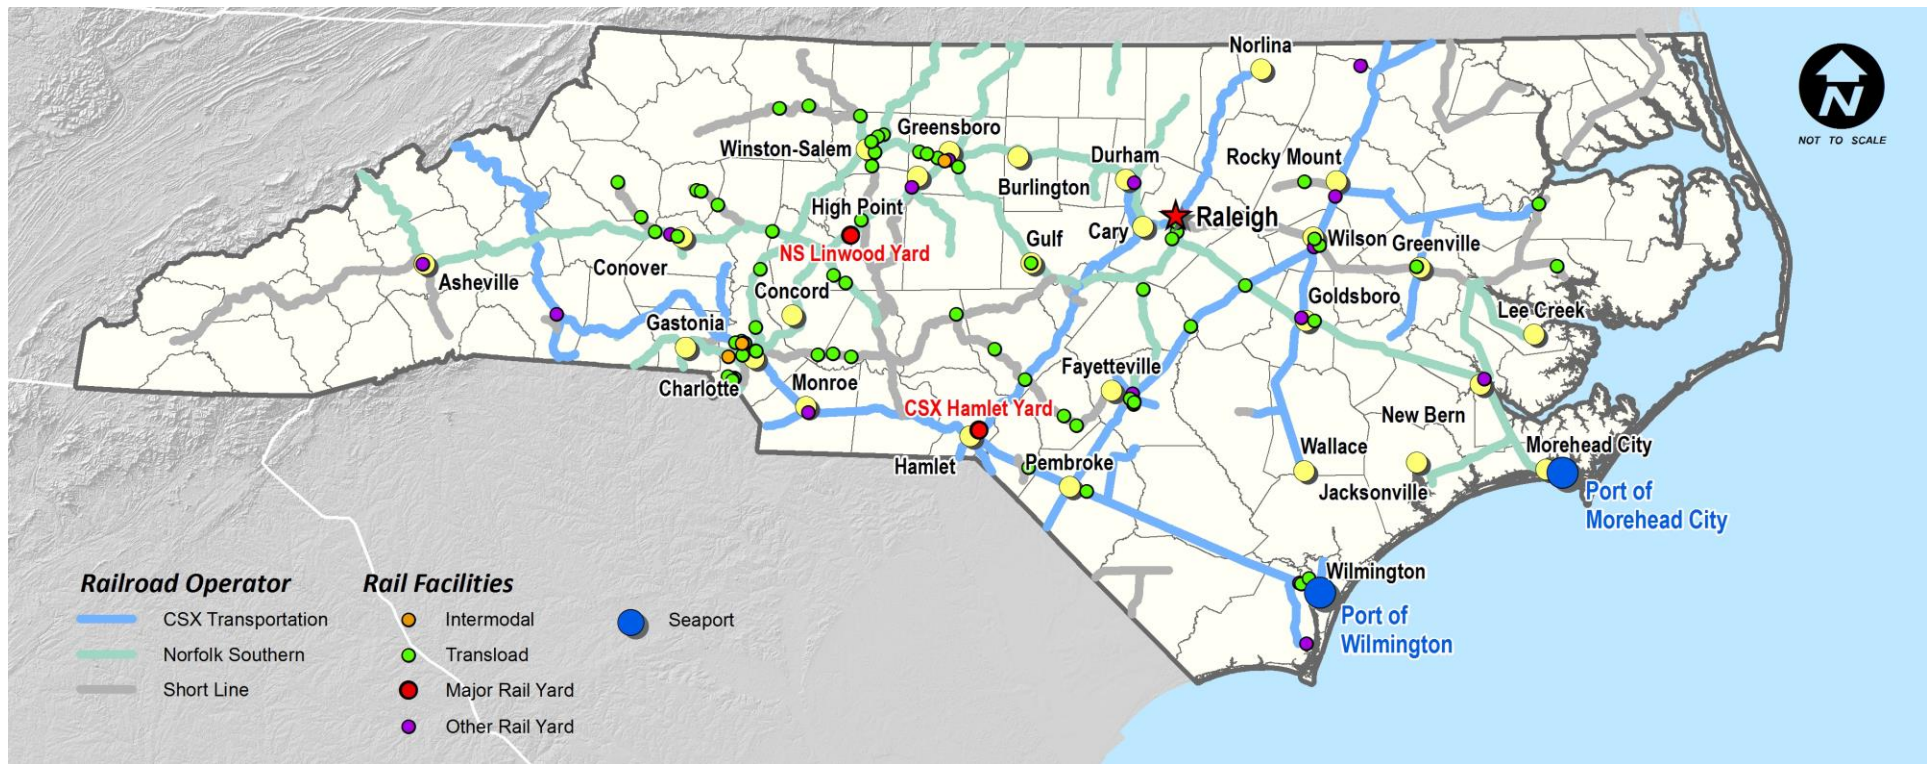 Norlina
N
NOT TO SCALE
Greensboro
Winston-Salem
Durham
Rocky Mount
Burlington
High Point
Raleigh
Cary
Gulf
Wilson
Greenville
NS Linwood Yard
Conover
Asheville
Concord
Goldsboro
Lee Creek
Gastonia
Fayetteville
Charlotte
Monroe
CSX Hamlet Yard
New Bern
Morehead City
Wallace
Hamlet
Pembroke
Jacksonville
Port of
Morehead City
Wilmington
Port of
Wilmington
Railroad Operator
CSX Transportation
Norfolk Southern
Short Line
Rail Facilities
Intermodal
Transload
Major Rail Yard
Other Rail Yard
Seaport